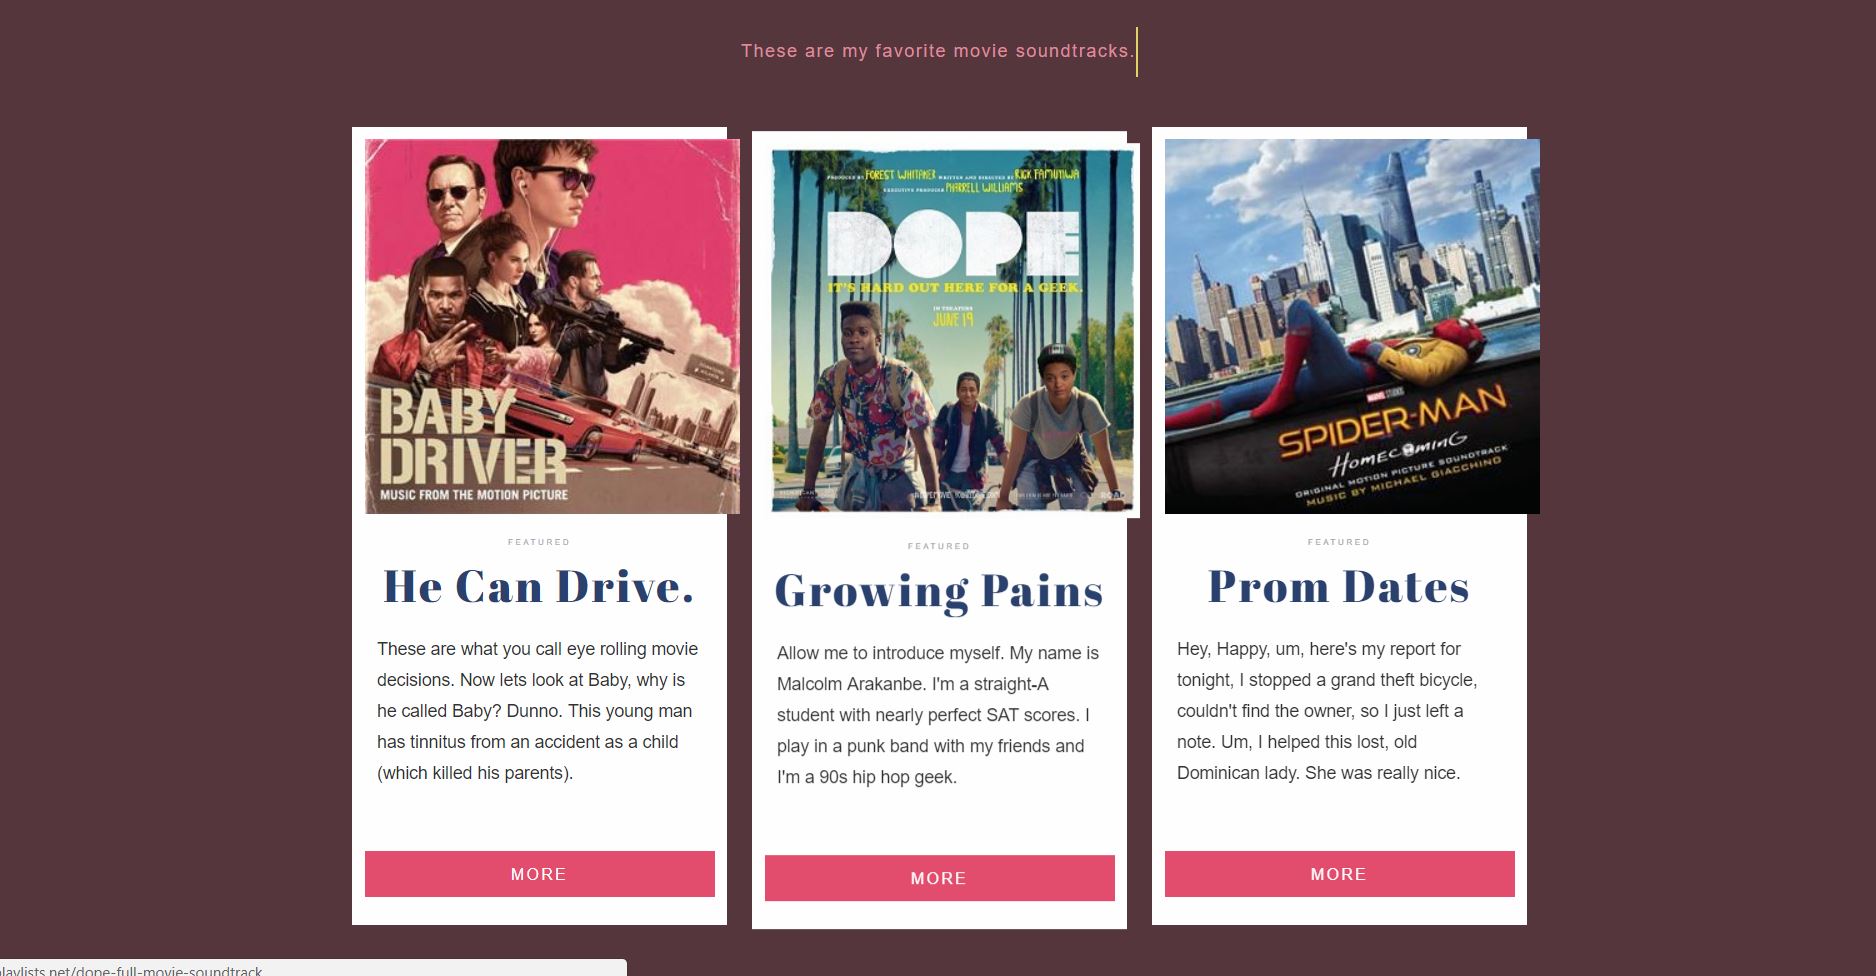 These are my favorite movie soundtracks.
BABY
DRIVER
MUSIC FROM THE MOTION PICTURE
FEATURED
He Can Drive.
These are what you call eye rolling movie
decisions. Now lets look at Baby, why is
he called Baby? Dunno. This young man
has tinnitus from an accident as a child
(which killed his parents).
MORE
PRODUCED BY FOREST WHITAKER WRITTEN AND DIRECTED BY RICK FAMUYIWA
EXECUTIVE PRODUCER PHARRELL WILLIAMS
DOPE
IT'S HARD OUT HERE FOR A GEEK.
IN THEATERS
JUNE 19
FEATURED
Growing Pains
Allow me to introduce myself. My name is
Malcolm Arakanbe. I'm a straight-A
student with nearly perfect SAT scores. I
play in a punk band with my friends and
I'm a 90s hip hop geek.
MORE
MARVEL STUDIOS
SPIDER-MAN
HOMECOMING
ORIGINAL MOTION PICTURE SOUNDTRACK
MUSIC BY MICHAEL GIACCHINO
FEATURED
Prom Dates
Hey, Happy, um, here's my report for
tonight, I stopped a grand theft bicycle,
couldn't find the owner, so I just left a
note. Um, I helped this lost, old
Dominican lady. She was really nice.
MORE
playlists.net/dope-full-movie-soundtrack